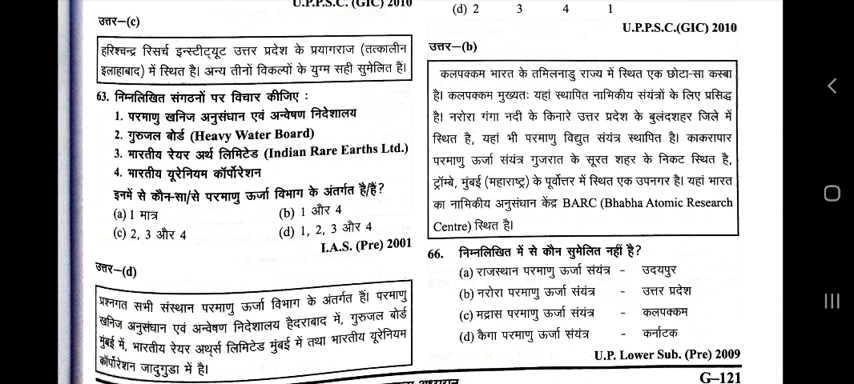 U.P.P.S.C. (GIC) 2010
उत्तर–(c)
हरिश्चन्द्र रिसर्च इन्स्टीट्यूट उत्तर प्रदेश के प्रयागराज (तत्कालीन
इलाहाबाद) में स्थित है। अन्य तीनों विकल्पों के युग्म सही सुमेलित हैं।
63. निम्नलिखित संगठनों पर विचार कीजिए :
1. परमाणु खनिज अनुसंधान एवं अन्वेषण निदेशालय
2. गुरुजल बोर्ड (Heavy Water Board)
3. भारतीय रेयर अर्थ लिमिटेड (Indian Rare Earths Ltd.)
4. भारतीय यूरेनियम कॉर्पोरेशन
इनमें से कौन-सा/से परमाणु ऊर्जा विभाग के अंतर्गत है/हैं?
(a) 1 मात्र (b) 1 और 4
(c) 2, 3 और 4 (d) 1, 2, 3 और 4
I.A.S. (Pre) 2001
उत्तर–(d)
प्रश्नगत सभी संस्थान परमाणु ऊर्जा विभाग के अंतर्गत हैं। परमाणु
खनिज अनुसंधान एवं अन्वेषण निदेशालय हैदराबाद में, गुरुजल बोर्ड
मुंबई में, भारतीय रेयर अर्थ्स लिमिटेड मुंबई में तथा भारतीय यूरेनियम
कॉर्पोरेशन जादुगुडा में है।
(d) 2 3 4 1
U.P.P.S.C.(GIC) 2010
उत्तर–(b)
कलपक्कम भारत के तमिलनाडु राज्य में स्थित एक छोटा-सा कस्बा
है। कलपक्कम मुख्यतः यहां स्थापित नाभिकीय संयंत्रों के लिए प्रसिद्ध
है। नरोरा गंगा नदी के किनारे उत्तर प्रदेश के बुलंदशहर जिले में
स्थित है, यहां भी परमाणु विद्युत संयंत्र स्थापित है। काकरापार
परमाणु ऊर्जा संयंत्र गुजरात के सूरत शहर के निकट स्थित है,
ट्रॉम्बे, मुंबई (महाराष्ट्र) के पूर्वोत्तर में स्थित एक उपनगर है। यहां भारत
का नाभिकीय अनुसंधान केंद्र BARC (Bhabha Atomic Research
Centre) स्थित है।
66. निम्नलिखित में से कौन सुमेलित नहीं है?
(a) राजस्थान परमाणु ऊर्जा संयंत्र - उदयपुर
(b) नरोरा परमाणु ऊर्जा संयंत्र - उत्तर प्रदेश
(c) मद्रास परमाणु ऊर्जा संयंत्र - कलपक्कम
(d) कैगा परमाणु ऊर्जा संयंत्र - कर्नाटक
U.P. Lower Sub. (Pre) 2009
G–121